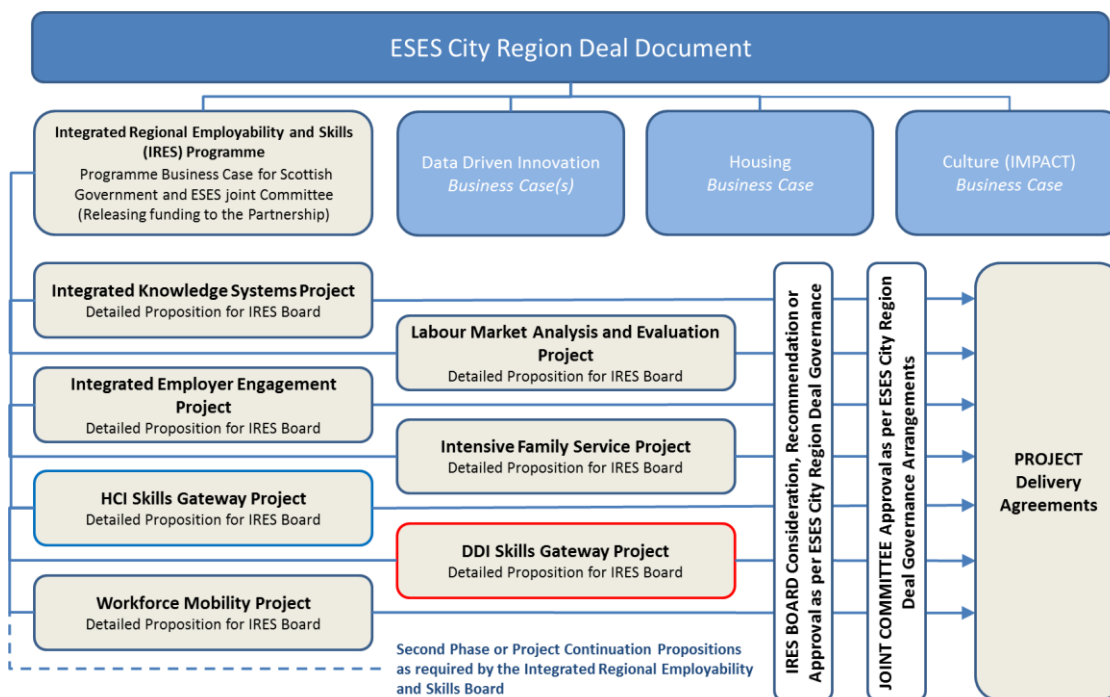 ESES City Region Deal Document
Integrated Regional Employability and Skills
(IRES) Programme
Programme Business Case for Scottish
Government and ESES joint Committee
(Releasing funding to the Partnership)
Data Driven Innovation
Business Case(s)
Housing
Business Case
Culture (IMPACT)
Business Case
Integrated Knowledge Systems Project
Detailed Proposition for IRES Board
Labour Market Analysis and Evaluation
Project
Detailed Proposition for IRES Board
Integrated Employer Engagement
Project
Detailed Proposition for IRES Board
Intensive Family Service Project
Detailed Proposition for IRES Board
HCI Skills Gateway Project
Detailed Proposition for IRES Board
DDI Skills Gateway Project
Detailed Proposition for IRES Board
Workforce Mobility Project
Detailed Proposition for IRES Board
Second Phase or Project Continuation Propositions
as required by the Integrated Regional Employability
and Skills Board
IRES BOARD Consideration, Recommendation or
Approval as per ESES City Region Deal Governance
JOINT COMMITTEE Approval as per ESES City Region
Deal Governance Arrangements
PROJECT
Delivery
Agreements